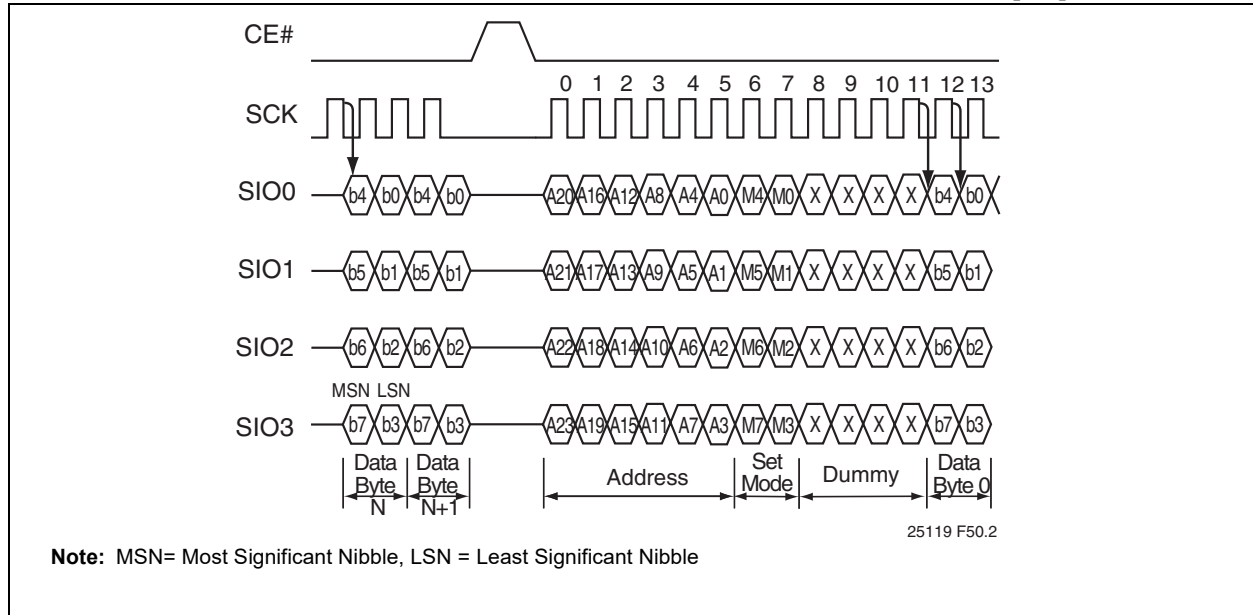 CE#
0 1 2 3 4 5 6 7 8 9 10 11 12 13
SCK
SIO0 b4 b0 b4 b0 A20 A16 A12 A8 A4 A0 M4 M0 X X X X b4 b0
SIO1 b5 b1 b5 b1 A21 A17 A13 A9 A5 A1 M5 M1 X X X X b5 b1
SIO2 b6 b2 b6 b2 A22 A18 A14 A10 A6 A2 M6 M2 X X X X b6 b2
MSN LSN
SIO3 b7 b3 b7 b3 A23 A19 A15 A11 A7 A3 M7 M3 X X X X b7 b3
Data Byte N
Data Byte N+1
Address
Set Mode
Dummy
Data Byte 0
25119 F50.2
Note: MSN= Most Significant Nibble, LSN = Least Significant Nibble